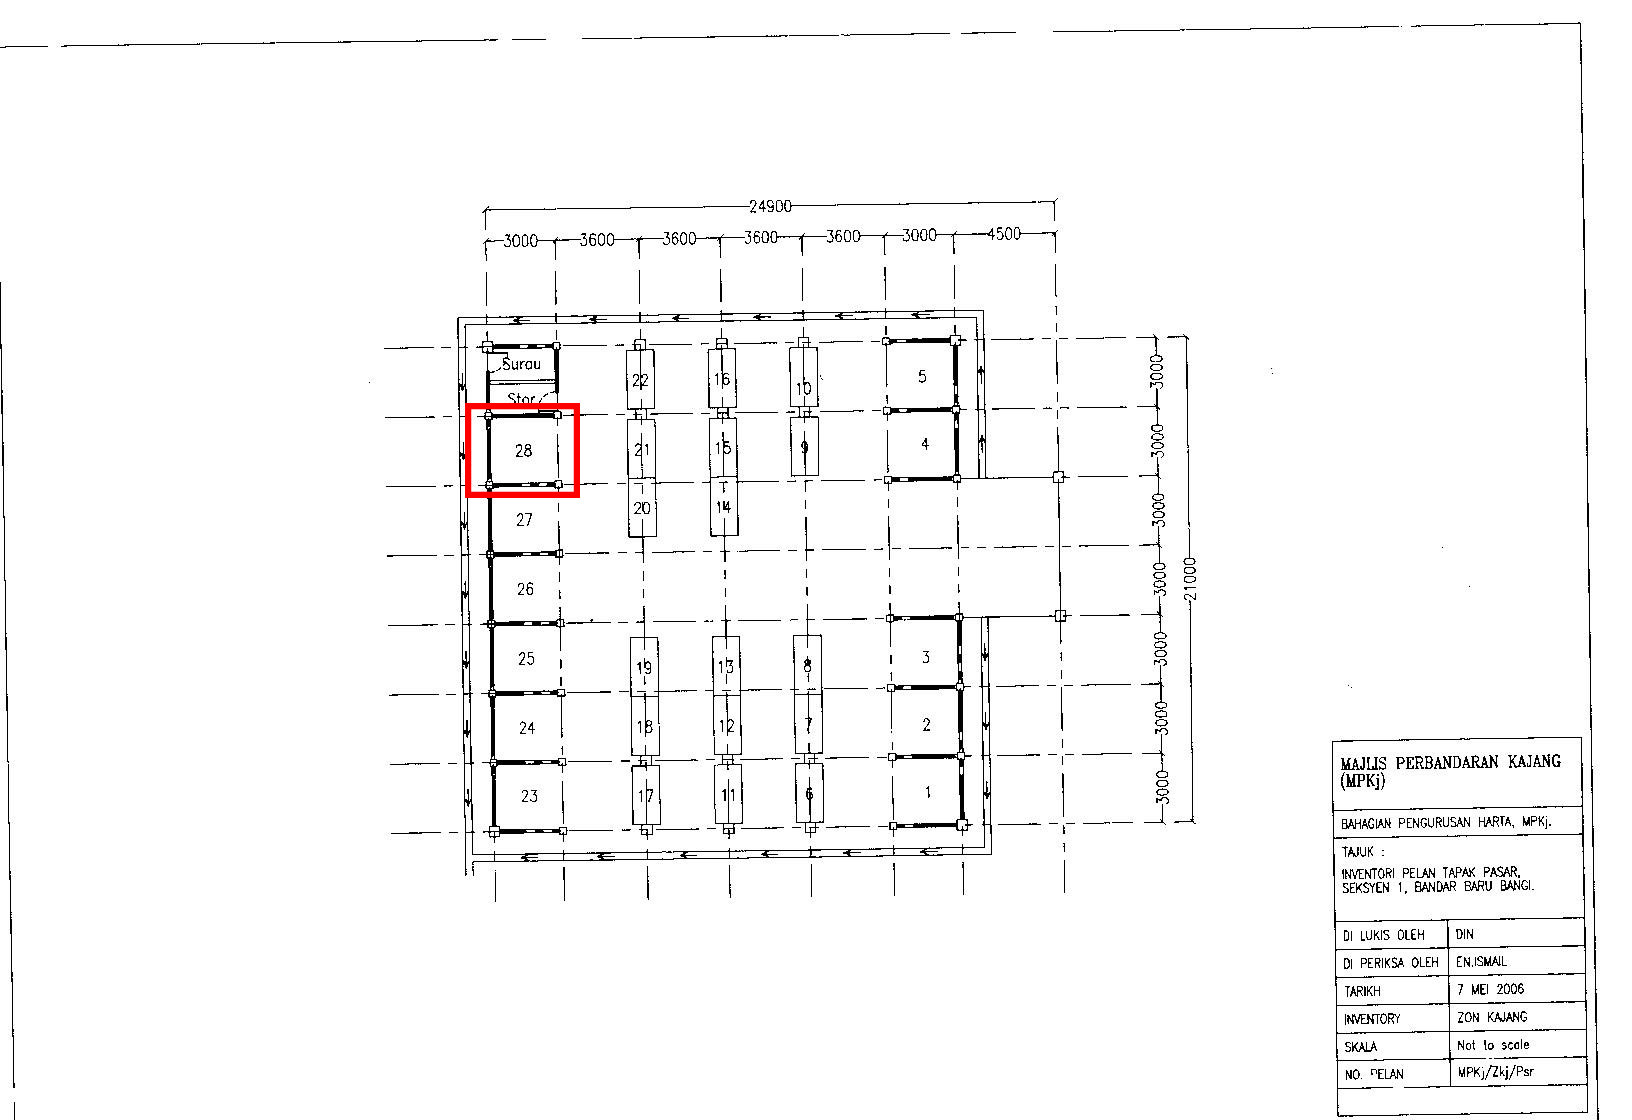 24900
3000 3600 3600 3600 3600 3000 4500
Surau
Stor
22 16 10 5
28 21 15 9 4
27 20 14
26
25 19 13 8 3
24 18 12 7 2
23 17 11 6 1
3000
3000
3000
3000
3000
3000
3000
21000
MAJLIS PERBANDARAN KAJANG
(MPKj)
BAHAGIAN PENGURUSAN HARTA, MPKj.
TAJUK :
INVENTORI PELAN TAPAK PASAR,
SEKSYEN 1, BANDAR BARU BANGI.
DI LUKIS OLEH DIN
DI PERIKSA OLEH EN.ISMAIL
TARIKH 7 MEI 2006
INVENTORY ZON KAJANG
SKALA Not to scale
NO. PELAN MPKj/Zkj/Psr